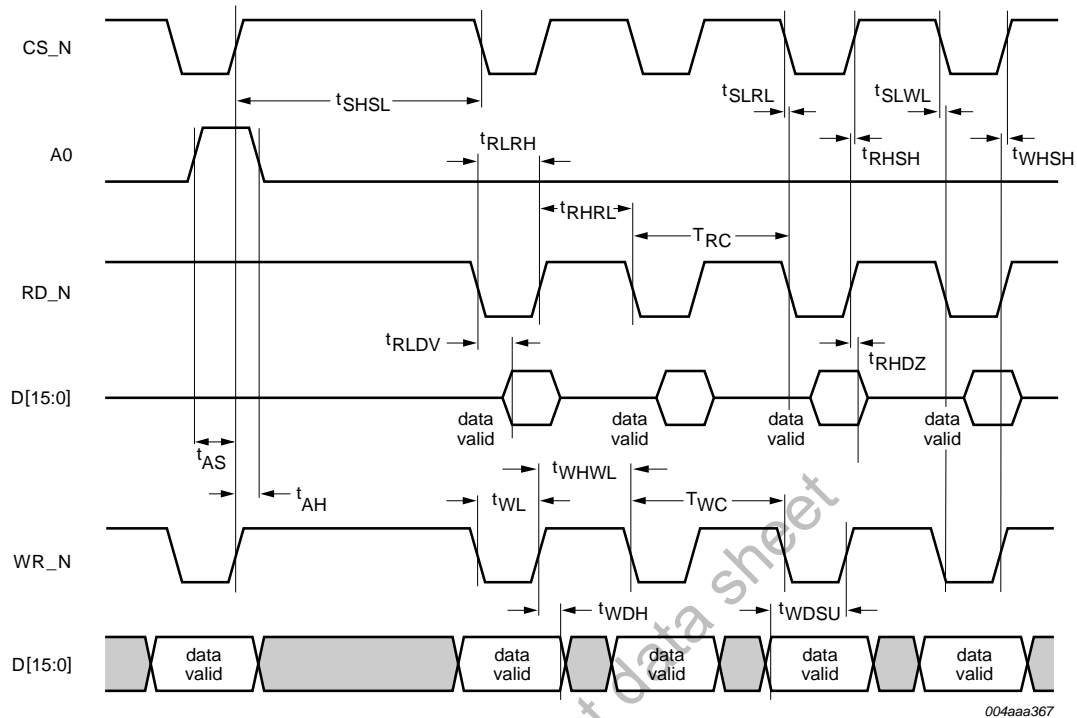 CS_N
tSHSL
tSLRL
tSLWL
A0
tRLRH
tRHSH
tWHSH
tRHRL
TRC
RD_N
tRLDV
tRHDZ
D[15:0]
data valid
data valid
data valid
data valid
tAS
tWHWL
tAH
tWL
TWC
WR_N
tWDH
tWDSU
D[15:0]
data valid
data valid
data valid
data valid
data valid
t data sheet
004aaa367